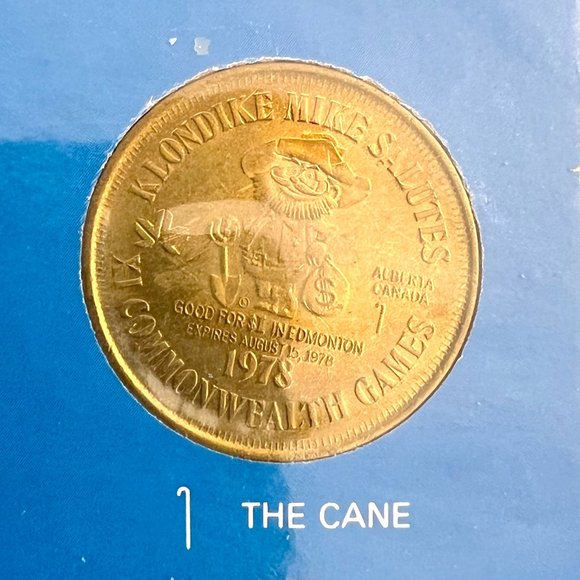 KLONDIKE MIKE SALUTES
XI COMMONWEALTH GAMES
ALBERTA
CANADA
©
$
GOOD FOR $1. IN EDMONTON
EXPIRES AUGUST 15, 1978
1978
THE CANE